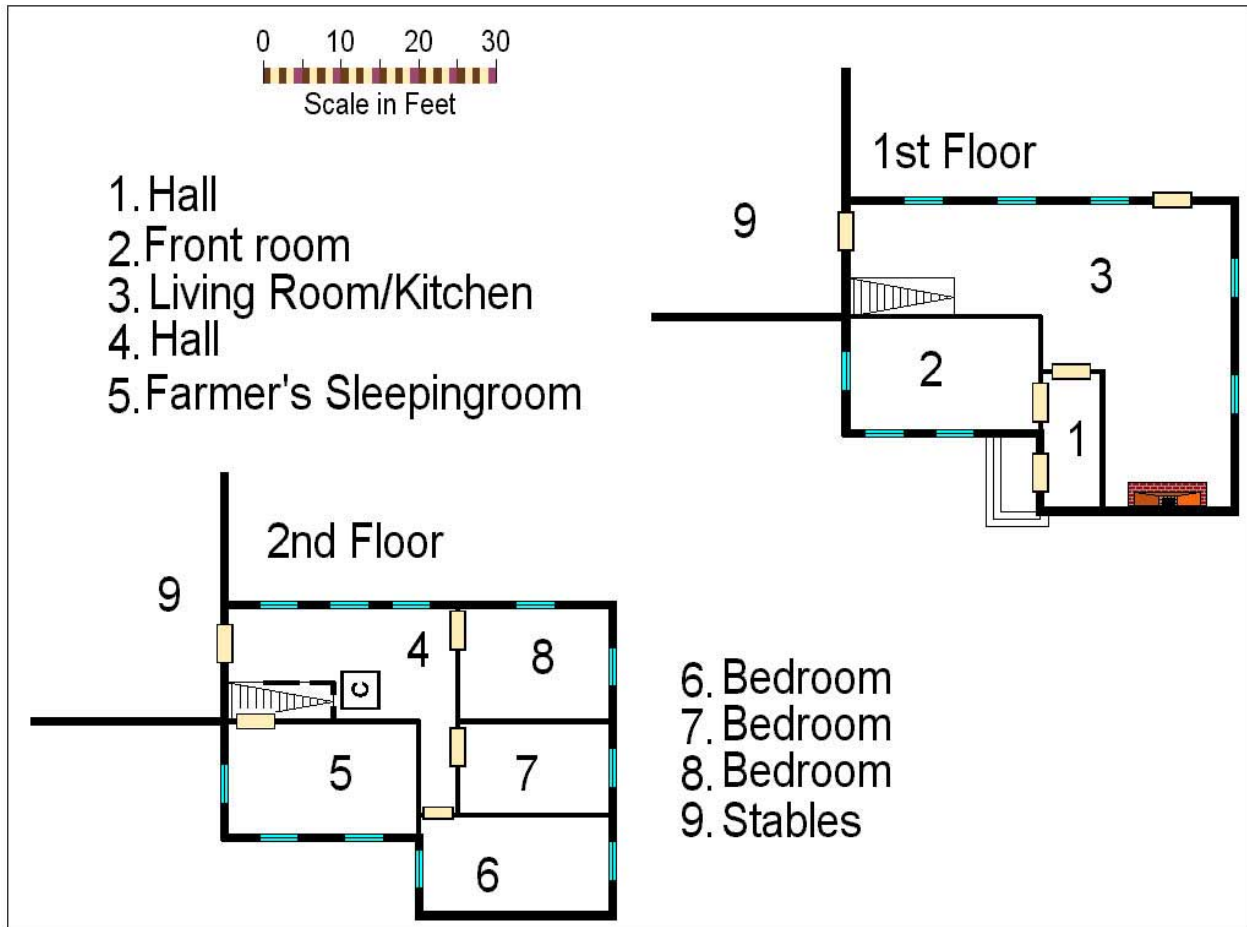 0 10 20 30
Scale in Feet
1. Hall
2. Front room
3. Living Room/Kitchen
4. Hall
5. Farmer's Sleepingroom
1st Floor
9
3
2
1
2nd Floor
9
4
8
C
5
7
6
6. Bedroom
7. Bedroom
8. Bedroom
9. Stables